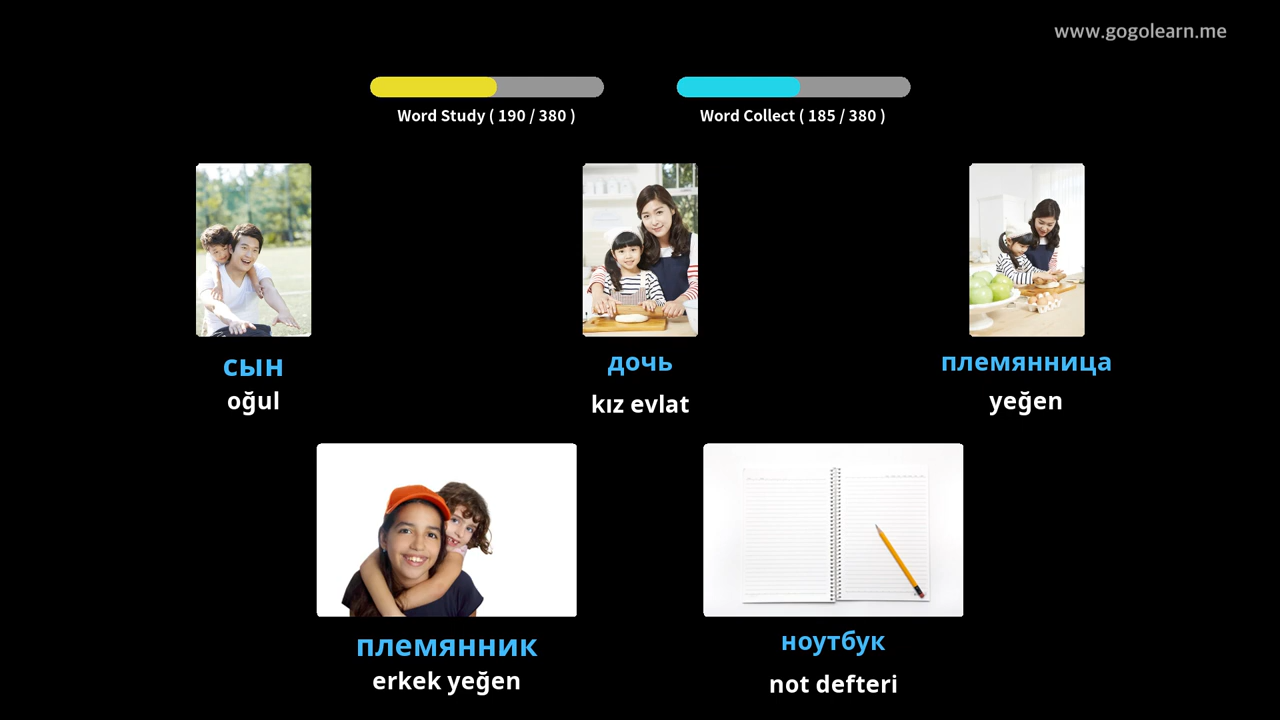 www.gogolearn.me
Word Study ( 190 / 380 )
Word Collect ( 185 / 380 )
сын
oğul
дочь
kız evlat
племянница
yeğen
племянник
erkek yeğen
ноутбук
not defteri